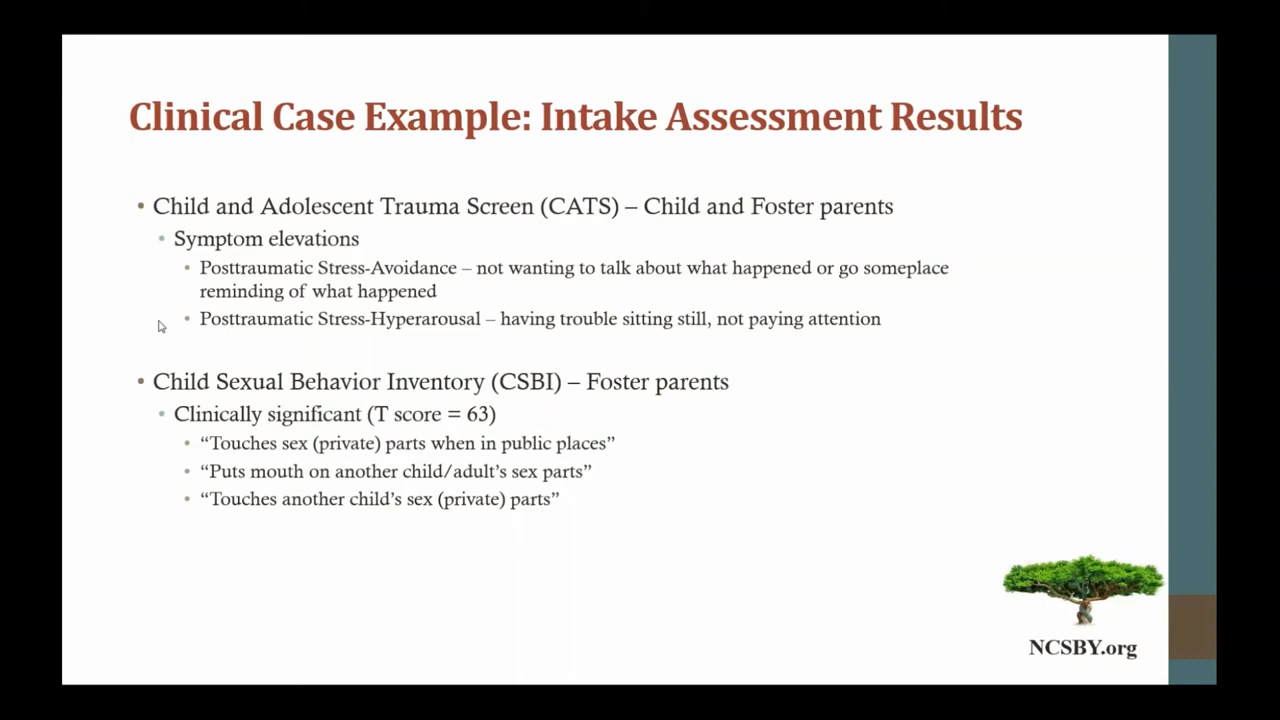 Clinical Case Example: Intake Assessment Results
• Child and Adolescent Trauma Screen (CATS) – Child and Foster parents
• Symptom elevations
• Posttraumatic Stress-Avoidance – not wanting to talk about what happened or go someplace
reminding of what happened
• Posttraumatic Stress-Hyperarousal – having trouble sitting still, not paying attention
• Child Sexual Behavior Inventory (CSBI) – Foster parents
• Clinically significant (T score = 63)
• “Touches sex (private) parts when in public places”
• “Puts mouth on another child/adult’s sex parts”
• “Touches another child’s sex (private) parts”
NCSBY.org